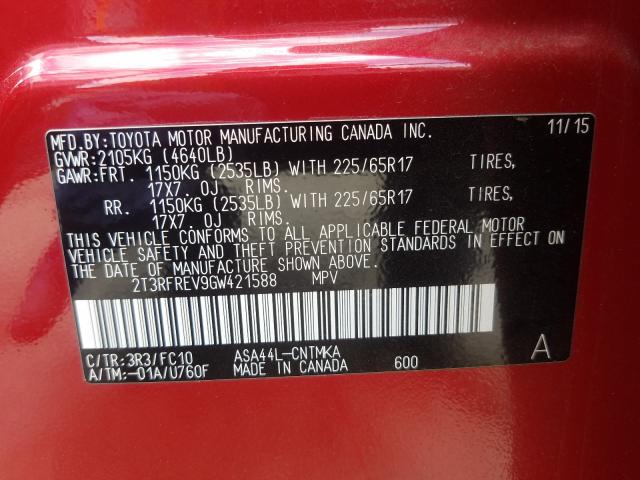 MFD.BY:TOYOTA MOTOR MANUFACTURING CANADA INC. 11/15
GVWR:2105KG (4640LB)
GAWR:FRT. 1150KG (2535LB) WITH 225/65R17 TIRES,
17X7.0J RIMS.
RR. 1150KG (2535LB) WITH 225/65R17 TIRES,
17X7.0J RIMS.
THIS VEHICLE CONFORMS TO ALL APPLICABLE FEDERAL MOTOR
VEHICLE SAFETY AND THEFT PREVENTION STANDARDS IN EFFECT ON
THE DATE OF MANUFACTURE SHOWN ABOVE.
2T3RFREV9GW421588 MPV
C/TR:3R3/FC10 ASA44L-CNTMKA
A/TM:-01A/U760F MADE IN CANADA 600 A